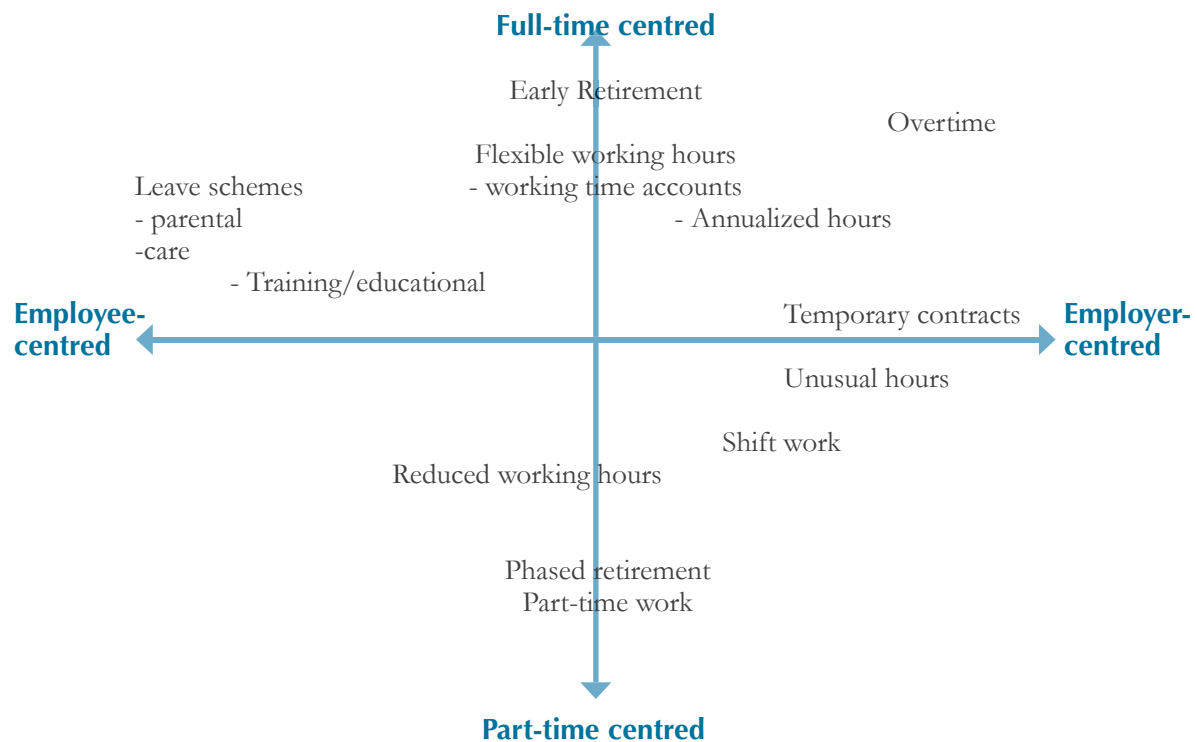 Full-time centred
Early Retirement
Overtime
Flexible working hours
- working time accounts
- Annualized hours
Leave schemes
- parental
-care
- Training/educational
Employee-
centred
Temporary contracts
Employer-
centred
Unusual hours
Shift work
Reduced working hours
Phased retirement
Part-time work
Part-time centred